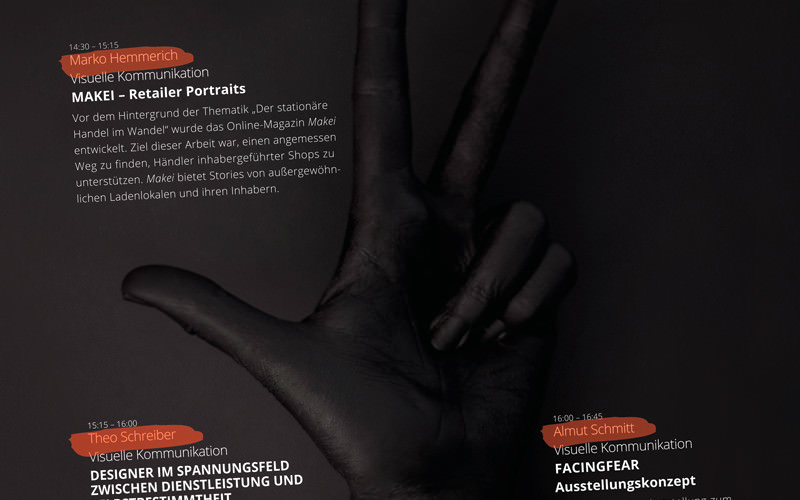 14:30 – 15:15
Marko Hemmerich
Visuelle Kommunikation
MAKEI – Retailer Portraits
Vor dem Hintergrund der Thematik „Der stationäre
Handel im Wandel“ wurde das Online-Magazin Makei
entwickelt. Ziel dieser Arbeit war, einen angemessen
Weg zu finden, Händler inhabergeführter Shops zu
unterstützen. Makei bietet Stories von außergewöhn-
lichen Ladenlokalen und ihren Inhabern.
15:15 – 16:00
Theo Schreiber
Visuelle Kommunikation
DESIGNER IM SPANNUNGSFELD
ZWISCHEN DIENSTLEISTUNG UND
16:00 – 16:45
Almut Schmitt
Visuelle Kommunikation
FACINGFEAR
Ausstellungskonzept